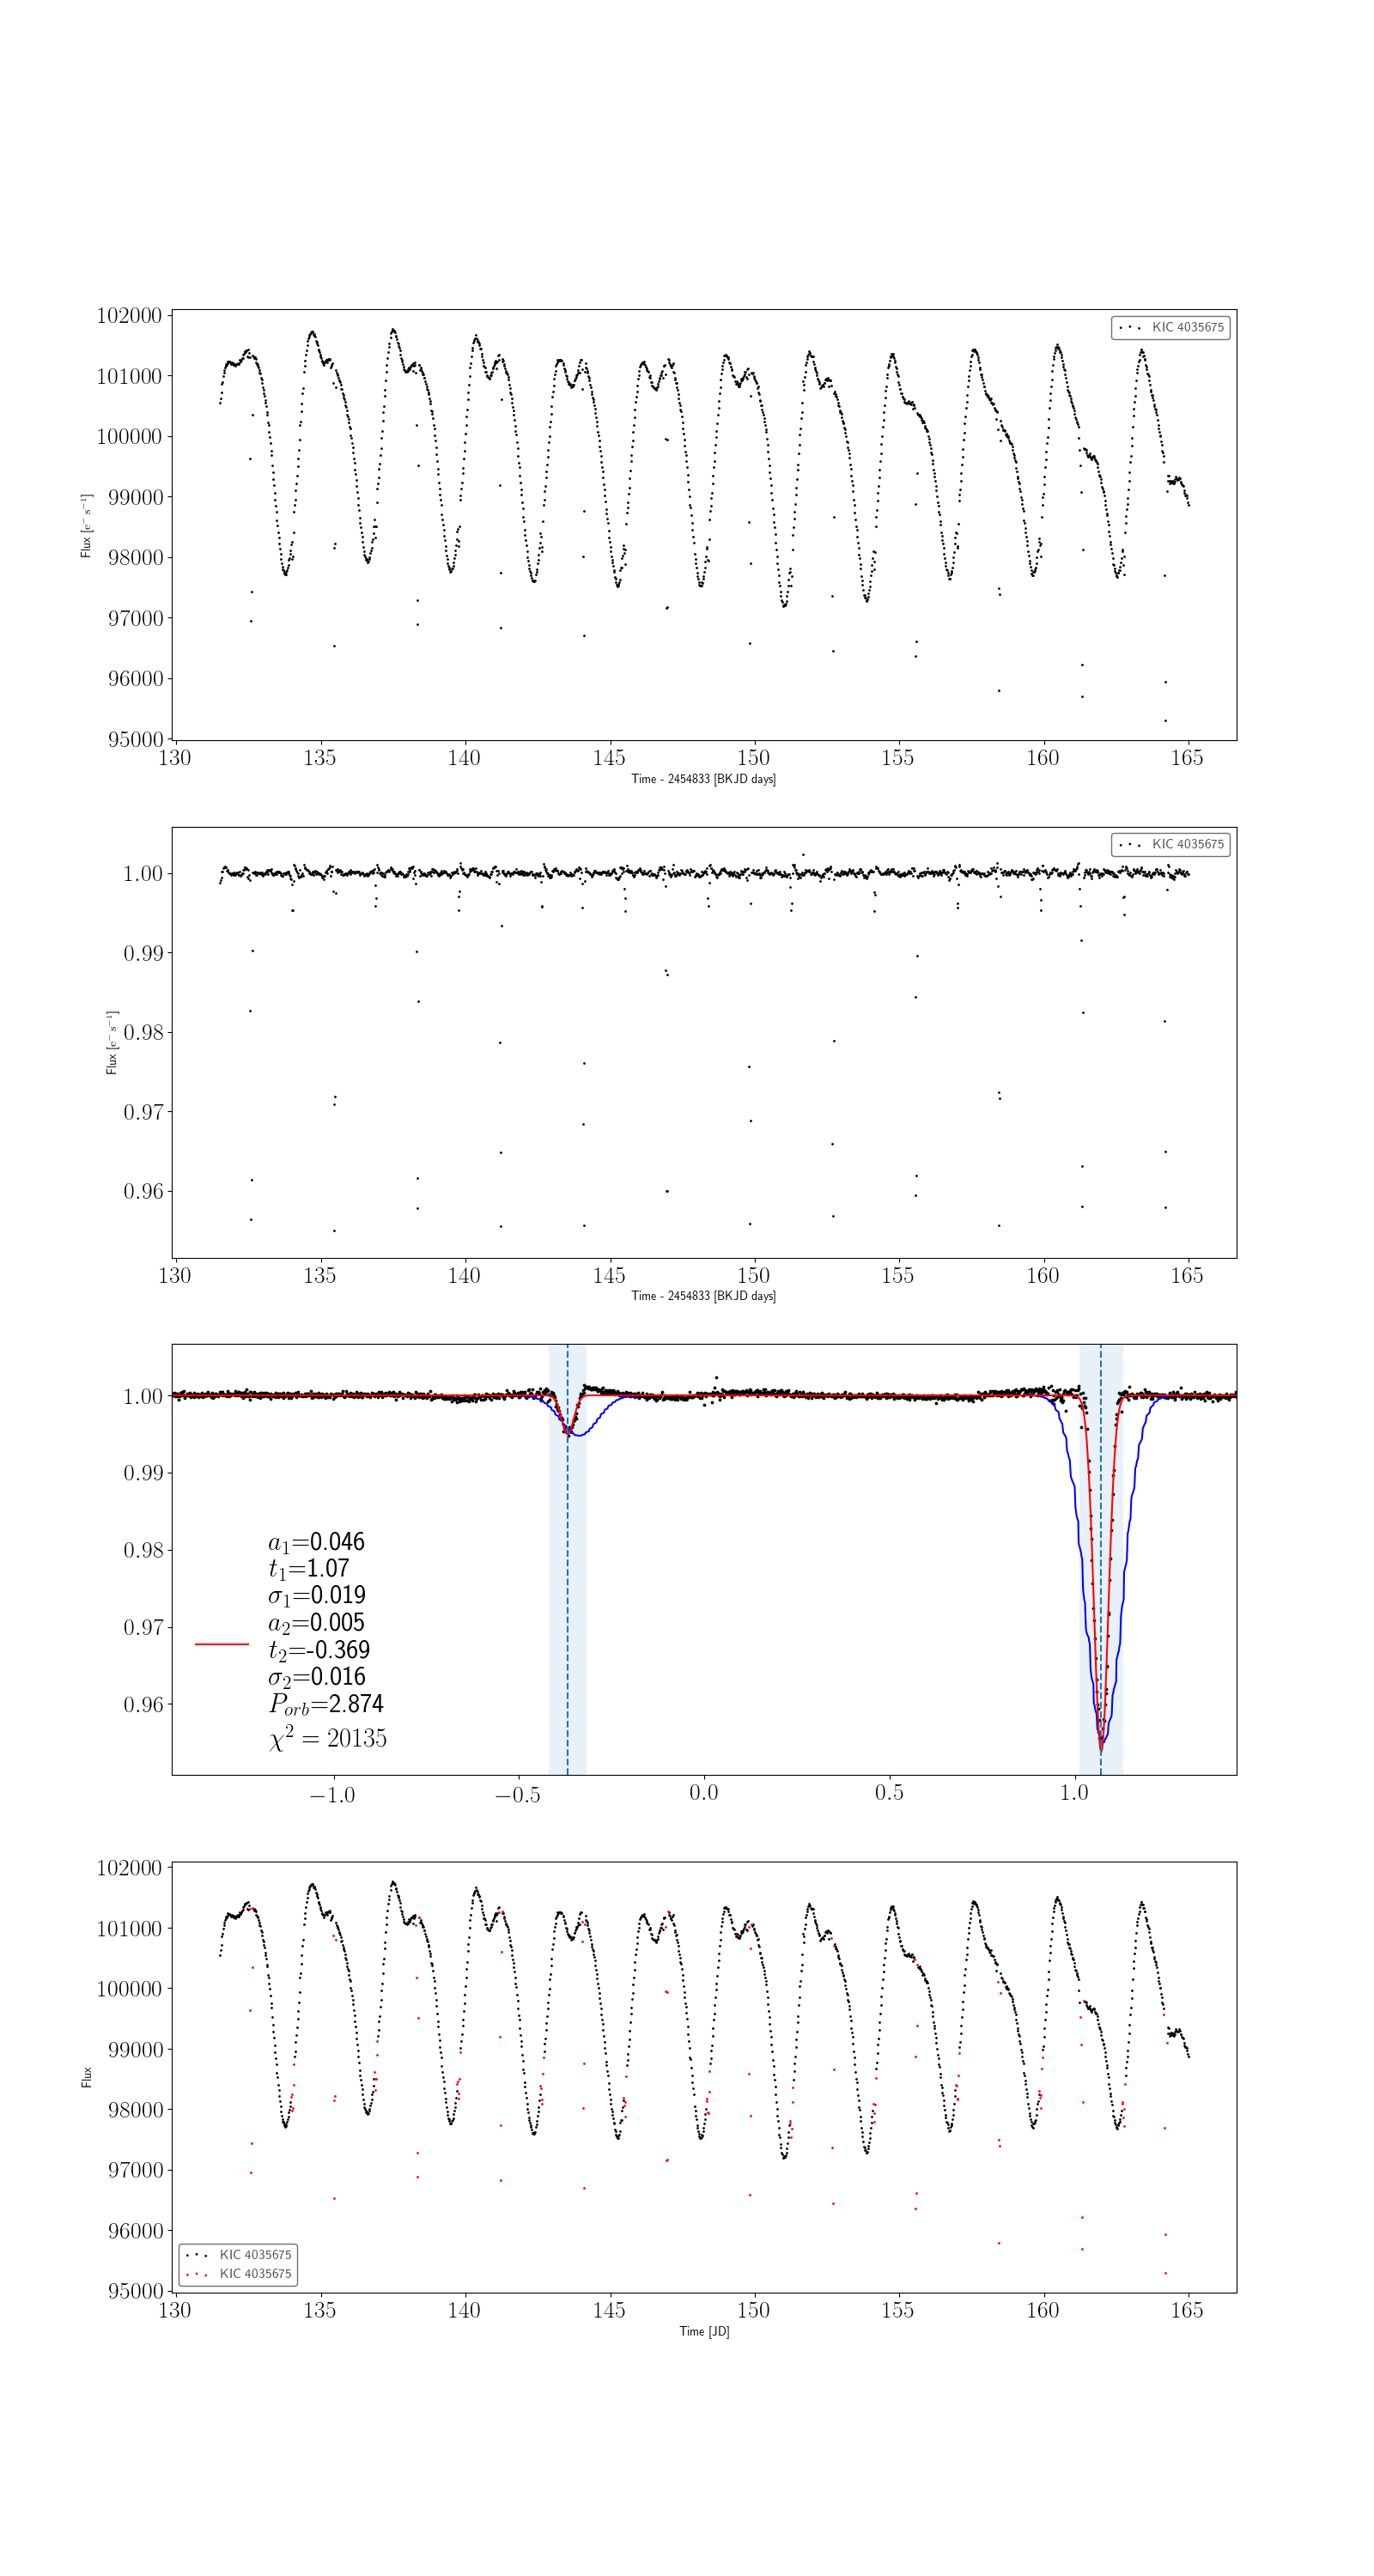 102000
101000
100000
99000
98000
97000
96000
95000
Flux [e⁻ s⁻¹]
KIC 4035675
130 135 140 145 150 155 160 165
Time - 2454833 [BKJD days]
1.00
0.99
0.98
0.97
0.96
Flux [e⁻ s⁻¹]
KIC 4035675
130 135 140 145 150 155 160 165
Time - 2454833 [BKJD days]
1.00
0.99
0.98
0.97
0.96
a₁=0.046
t₁=1.07
σ₁=0.019
a₂=0.005
t₂=-0.369
σ₂=0.016
P_orb=2.874
χ² = 20135
−1.0 −0.5 0.0 0.5 1.0
102000
101000
100000
99000
98000
97000
96000
95000
Flux
KIC 4035675
KIC 4035675
130 135 140 145 150 155 160 165
Time [JD]